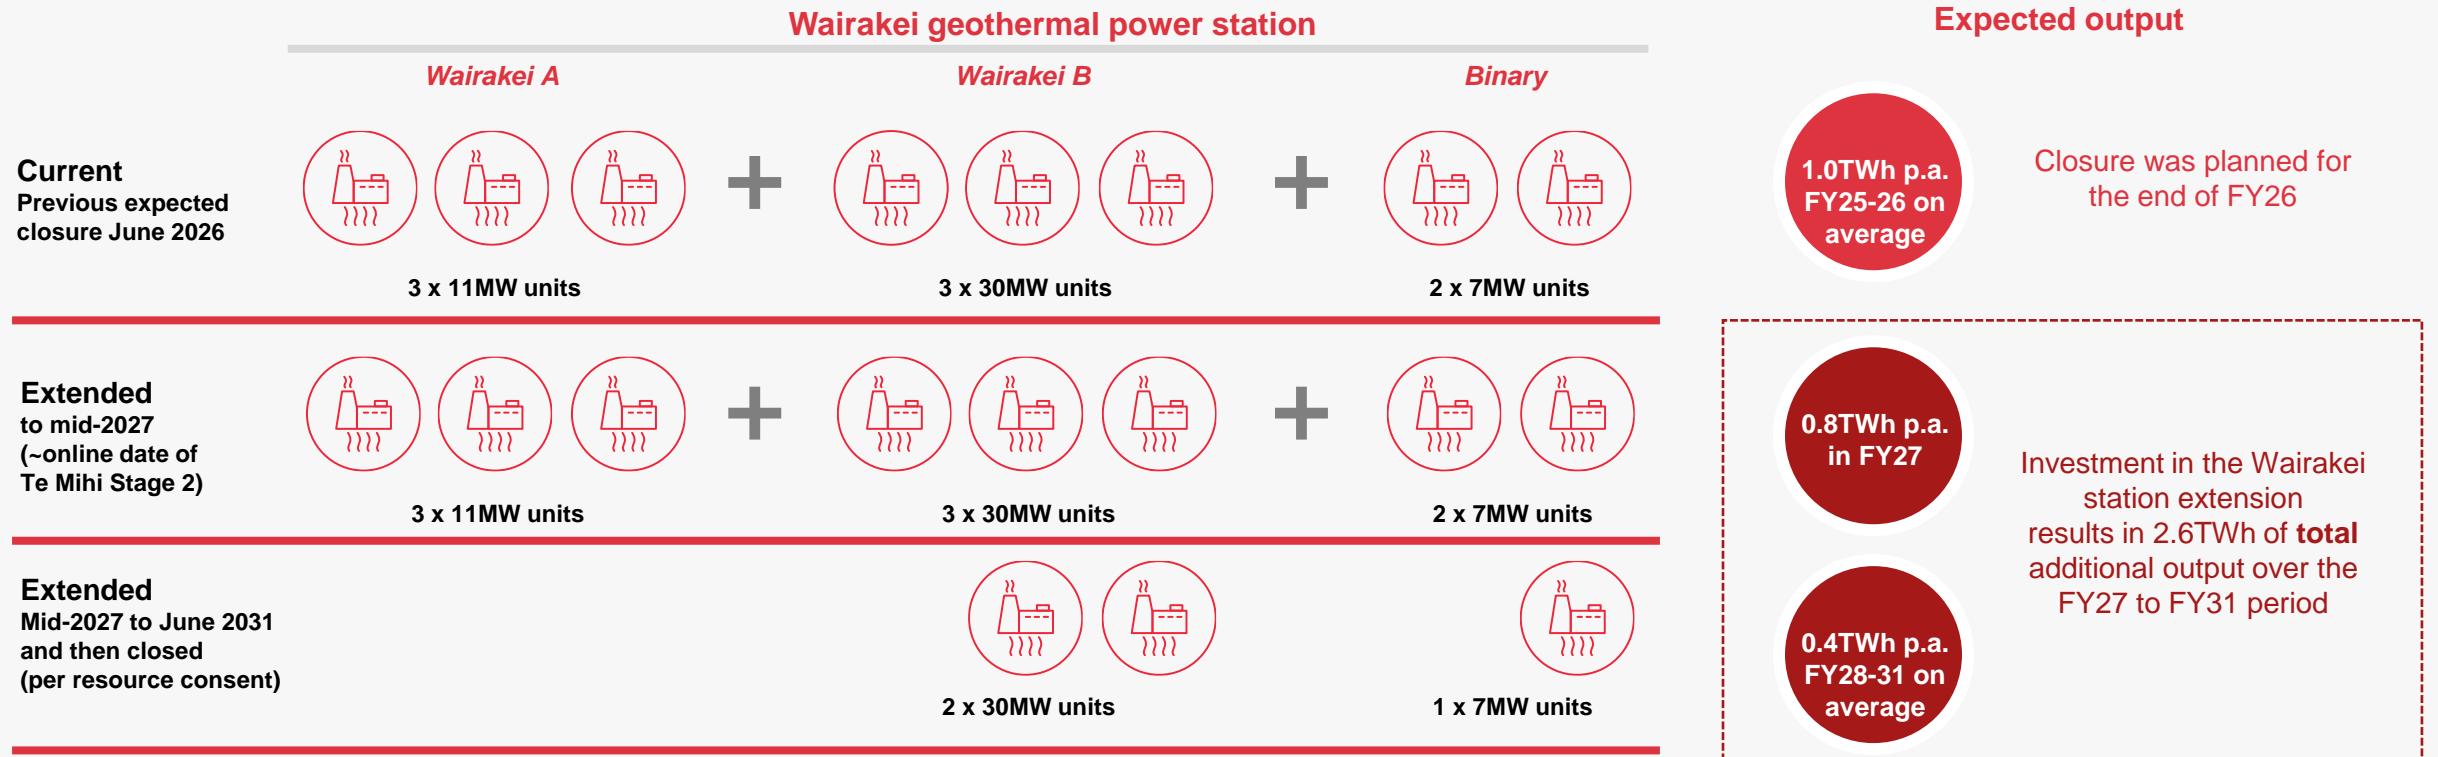 Wairakei geothermal power station
Expected output
Wairakei A
Wairakei B
Binary
Current
Previous expected
closure June 2026
3 x 11MW units
3 x 30MW units
2 x 7MW units
1.0TWh p.a.
FY25-26 on
average
Closure was planned for
the end of FY26
Extended
to mid-2027
(~online date of
Te Mihi Stage 2)
3 x 11MW units
3 x 30MW units
2 x 7MW units
0.8TWh p.a.
in FY27
Investment in the Wairakei
station extension
results in 2.6TWh of total
additional output over the
FY27 to FY31 period
Extended
Mid-2027 to June 2031
and then closed
(per resource consent)
2 x 30MW units
1 x 7MW units
0.4TWh p.a.
FY28-31 on
average